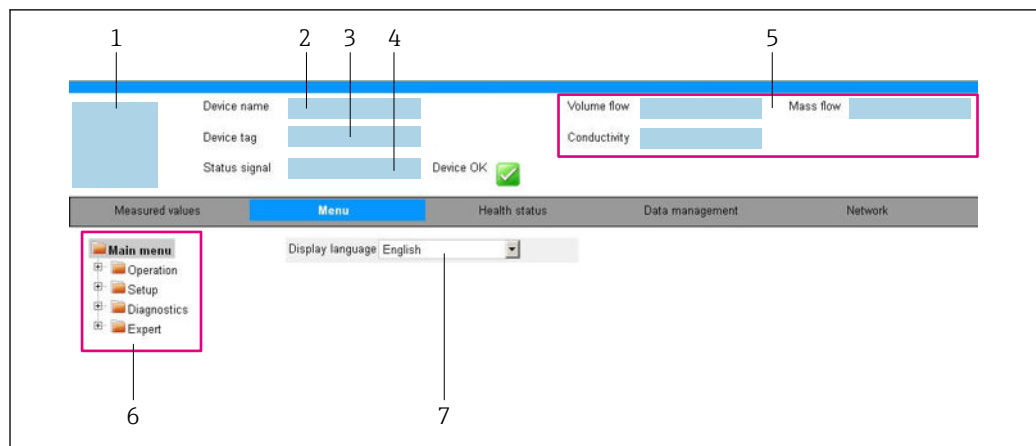 1 2 3 4 5
Device name
Volume flow
Mass flow
Device tag
Conductivity
Status signal
Device OK
Measured values Menu Health status Data management Network
Main menu
Display language English
Operation
Setup
Diagnostics
Expert
6 7